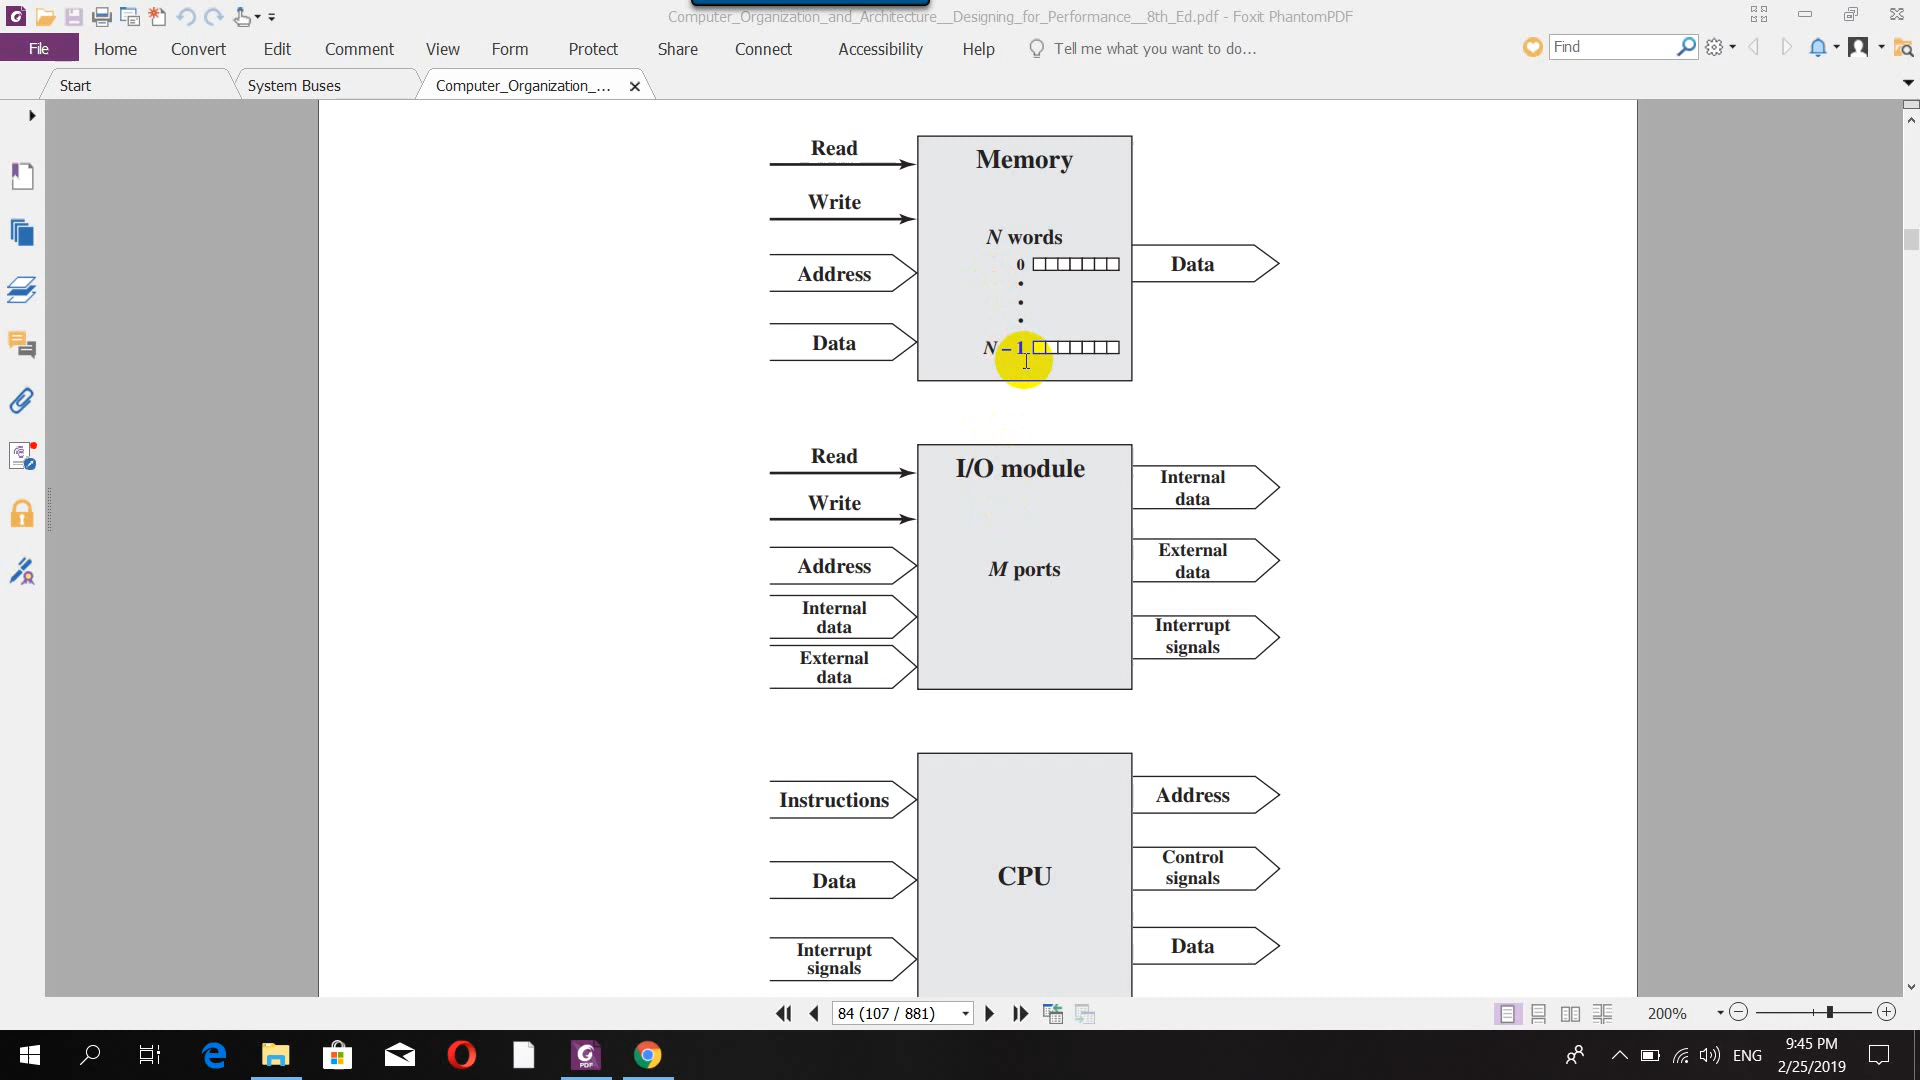 Computer_Organization_and_Architecture__Designing_for_Performance__8th_Ed.pdf - Foxit PhantomPDF
File Home Convert Edit Comment View Form Protect Share Connect Accessibility Help Tell me what you want to do... Find
Start System Buses Computer_Organization_...
Read
Memory
Write
N words
Address
0
Data
Data
N – 1
Read
I/O module
Write
Internal
data
External
data
Address
M ports
Internal
data
Interrupt
signals
External
data
Instructions
Address
CPU
Control
signals
Data
Data
Interrupt
signals
84 (107 / 881) 200%
ENG 9:45 PM
2/25/2019